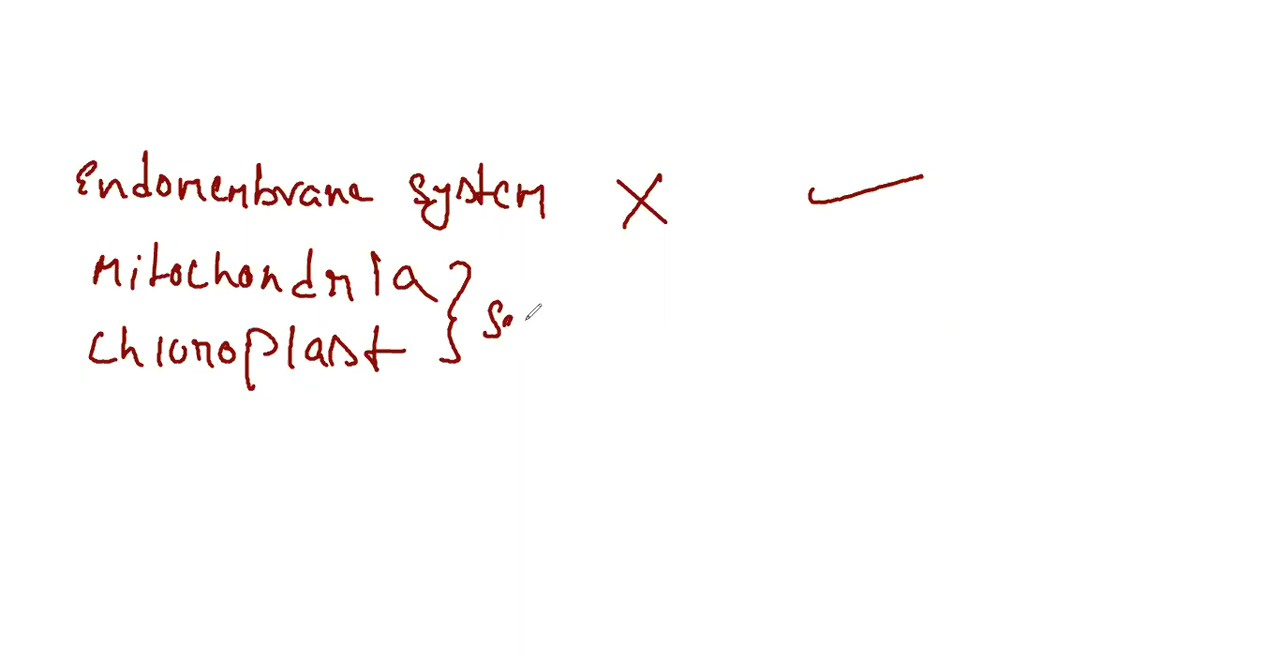 Endomembrane system ✗ ✓
Mitochondria
Chloroplast } S